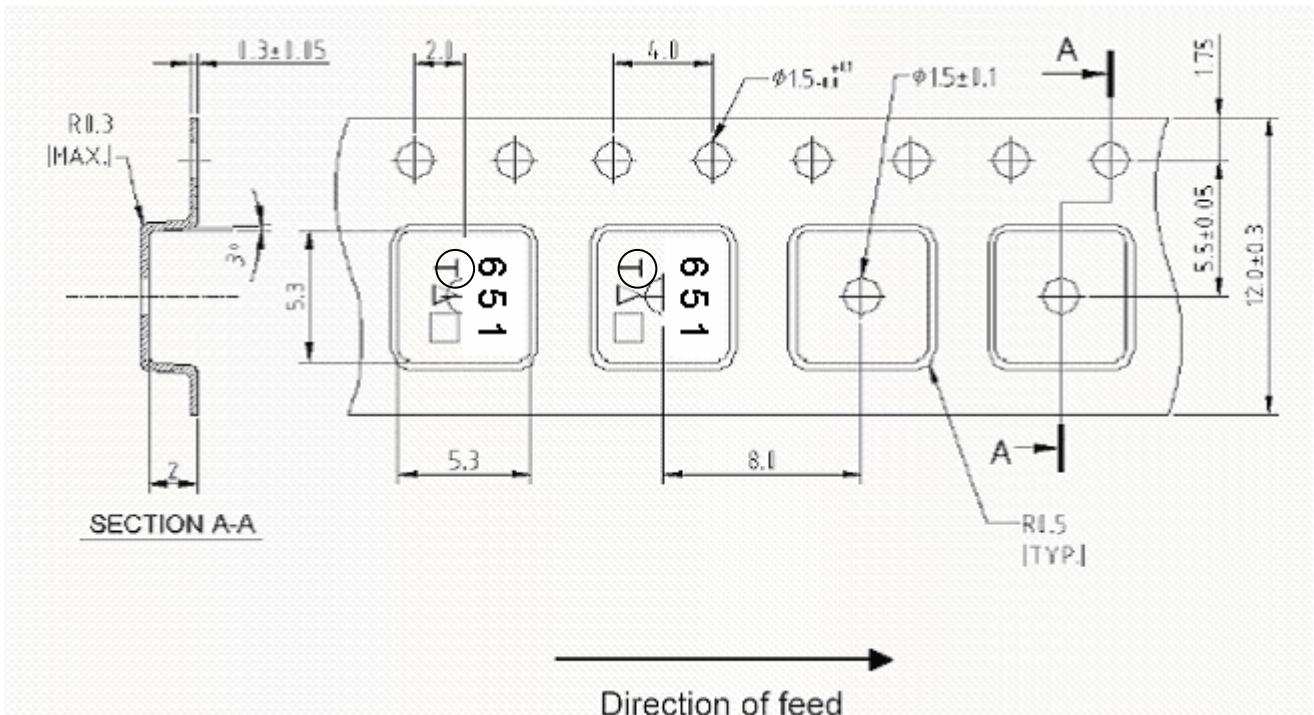 0.3±0.05
2.0
4.0
A
1.75
ϕ1.5
ϕ1.5±0.1
R0.3
[MAX.]
3°
5.3
T 651
T 651
5.5±0.05
12.0±0.3
2
5.3
8.0
A
SECTION A-A
R0.5
[TYP.]
Direction of feed